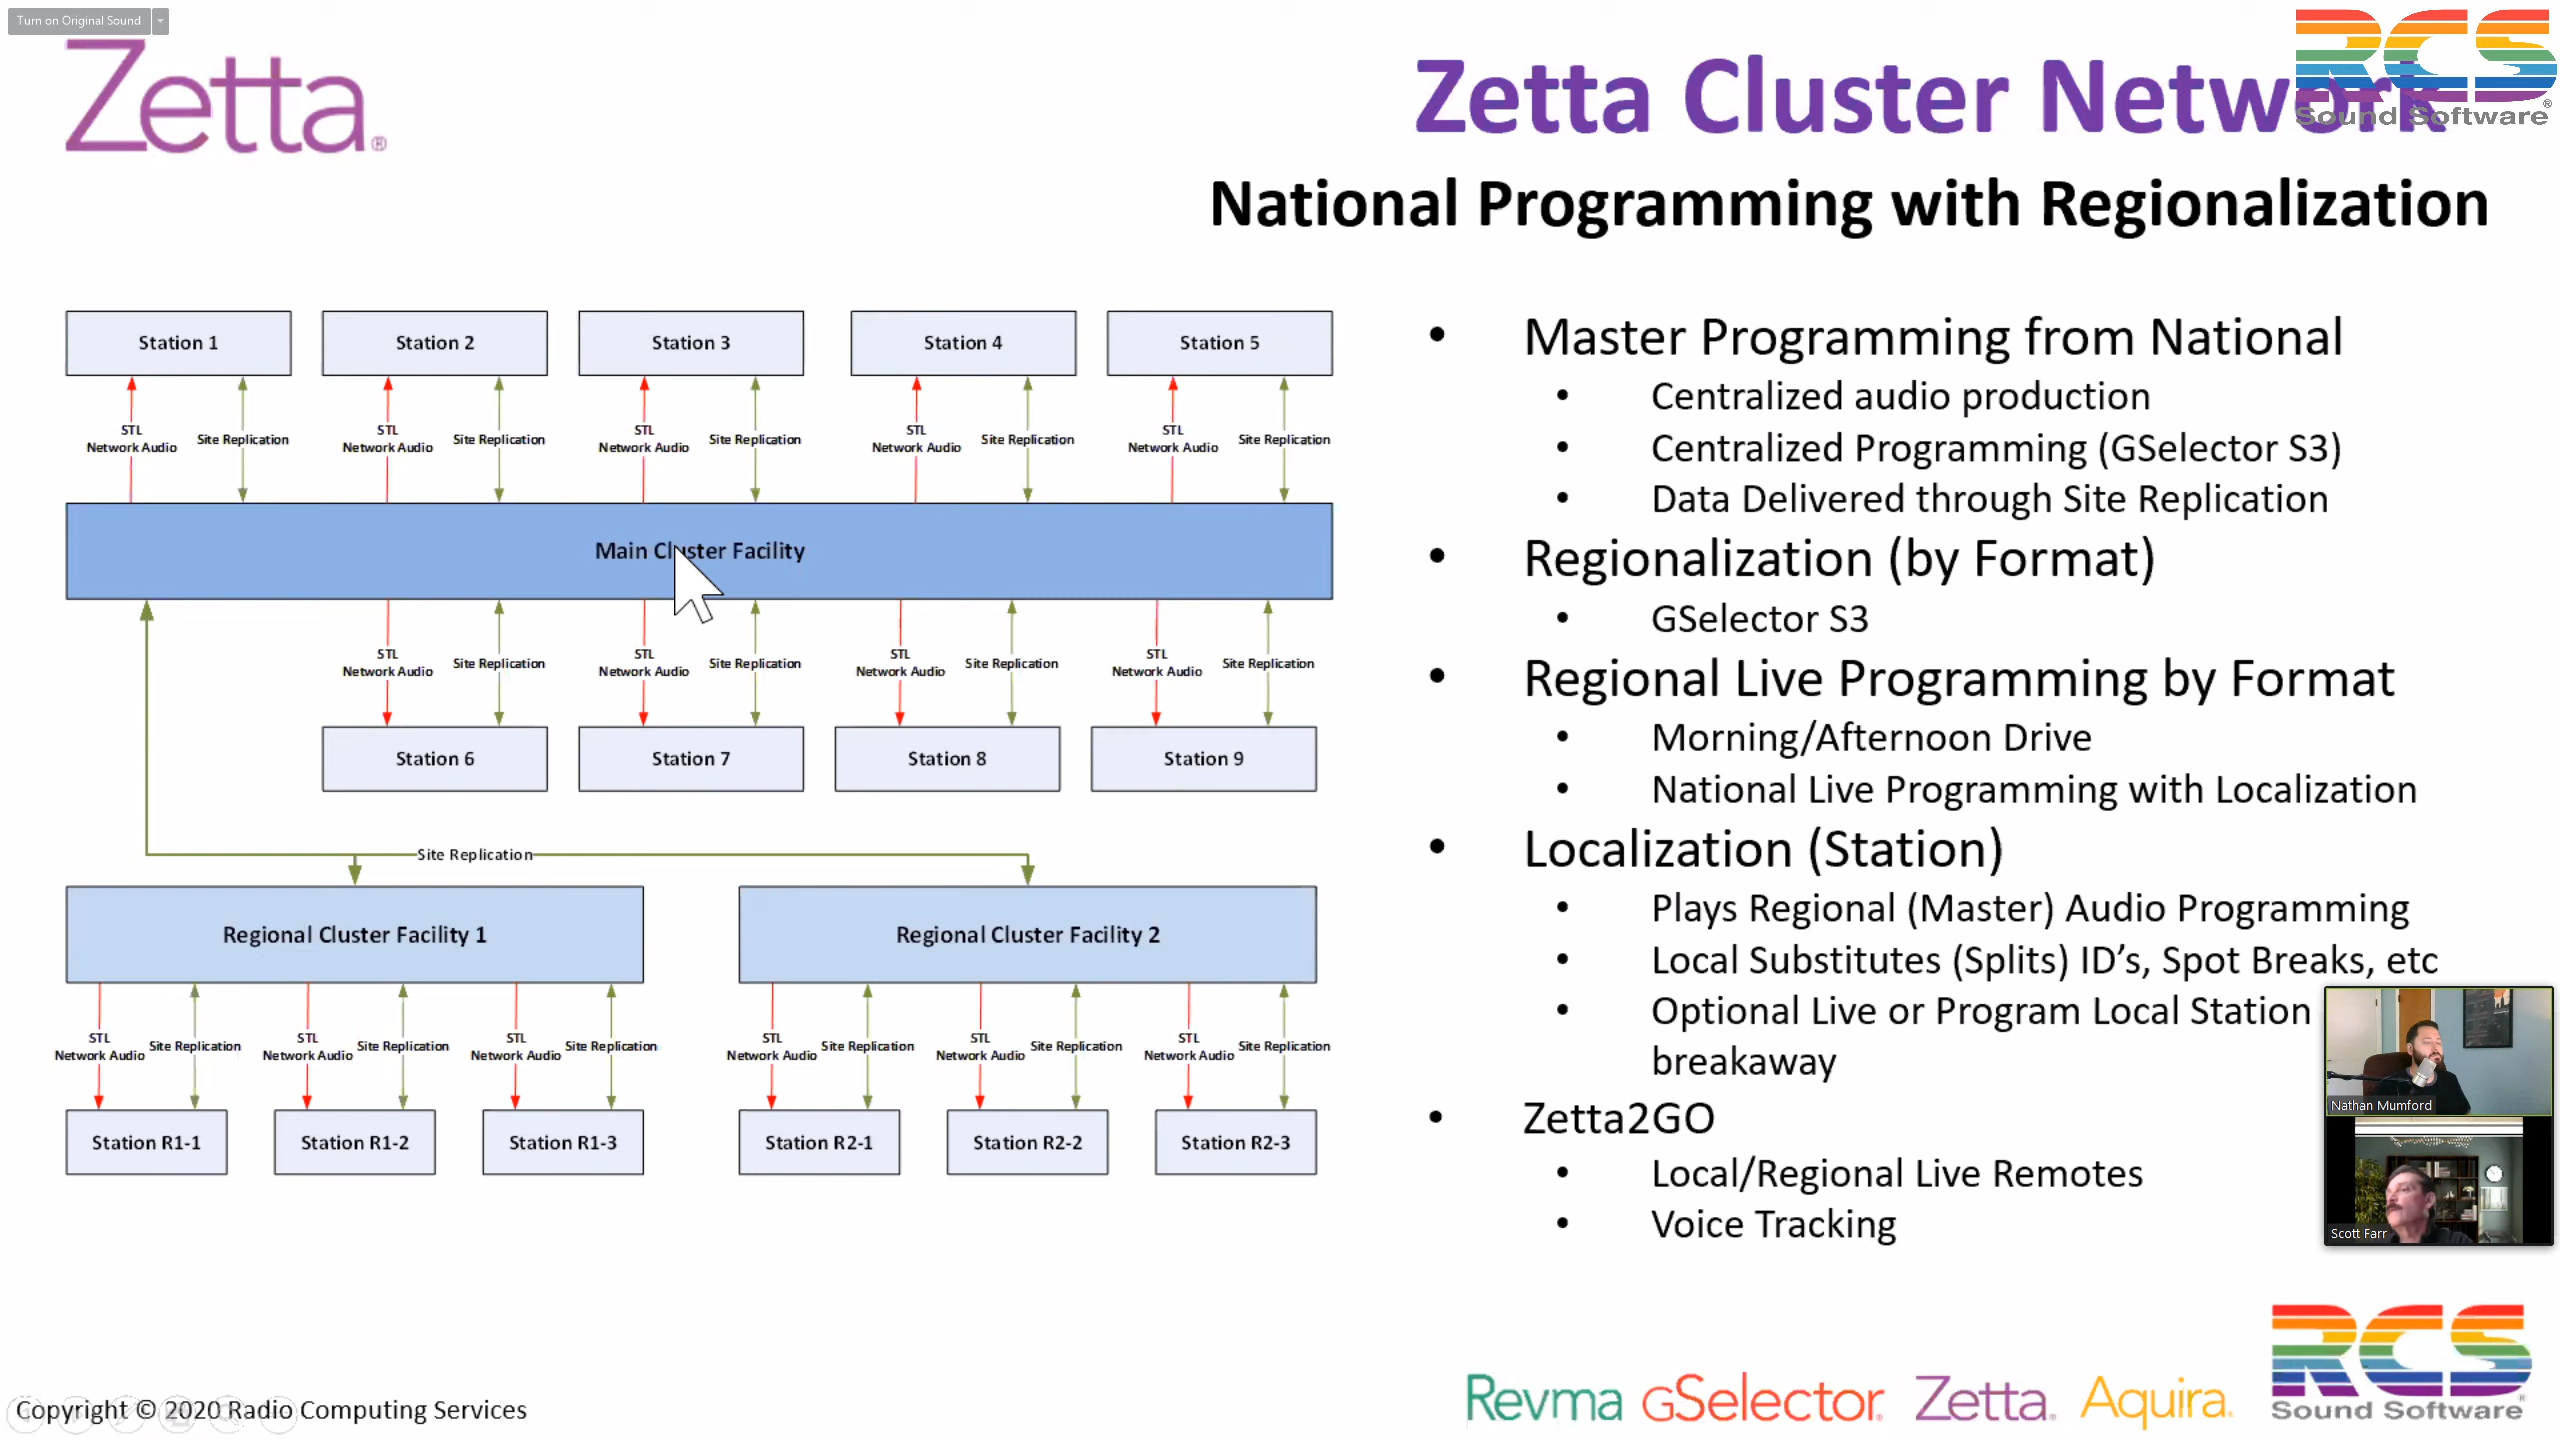 Turn on Original Sound
Zetta®
Zetta Cluster Network
RCS
Sound Software®
National Programming with Regionalization
Station 1
Station 2
Station 3
Station 4
Station 5
STL
Network Audio
Site Replication
STL
Network Audio
Site Replication
STL
Network Audio
Site Replication
STL
Network Audio
Site Replication
STL
Network Audio
Site Replication
Main Cluster Facility
STL
Network Audio
Site Replication
STL
Network Audio
Site Replication
STL
Network Audio
Site Replication
STL
Network Audio
Site Replication
Station 6
Station 7
Station 8
Station 9
Site Replication
Regional Cluster Facility 1
Regional Cluster Facility 2
STL
Network Audio
Site Replication
STL
Network Audio
Site Replication
STL
Network Audio
Site Replication
STL
Network Audio
Site Replication
STL
Network Audio
Site Replication
STL
Network Audio
Site Replication
Station R1-1
Station R1-2
Station R1-3
Station R2-1
Station R2-2
Station R2-3
• Master Programming from National
• Centralized audio production
• Centralized Programming (GSelector S3)
• Data Delivered through Site Replication
• Regionalization (by Format)
• GSelector S3
• Regional Live Programming by Format
• Morning/Afternoon Drive
• National Live Programming with Localization
• Localization (Station)
• Plays Regional (Master) Audio Programming
• Local Substitutes (Splits) ID’s, Spot Breaks, etc
• Optional Live or Program Local Station
breakaway
• Zetta2GO
• Local/Regional Live Remotes
• Voice Tracking
Nathan Mumford
Scott Farr
Copyright © 2020 Radio Computing Services
Revma GSelector. Zetta. Aquira.
RCS
Sound Software®